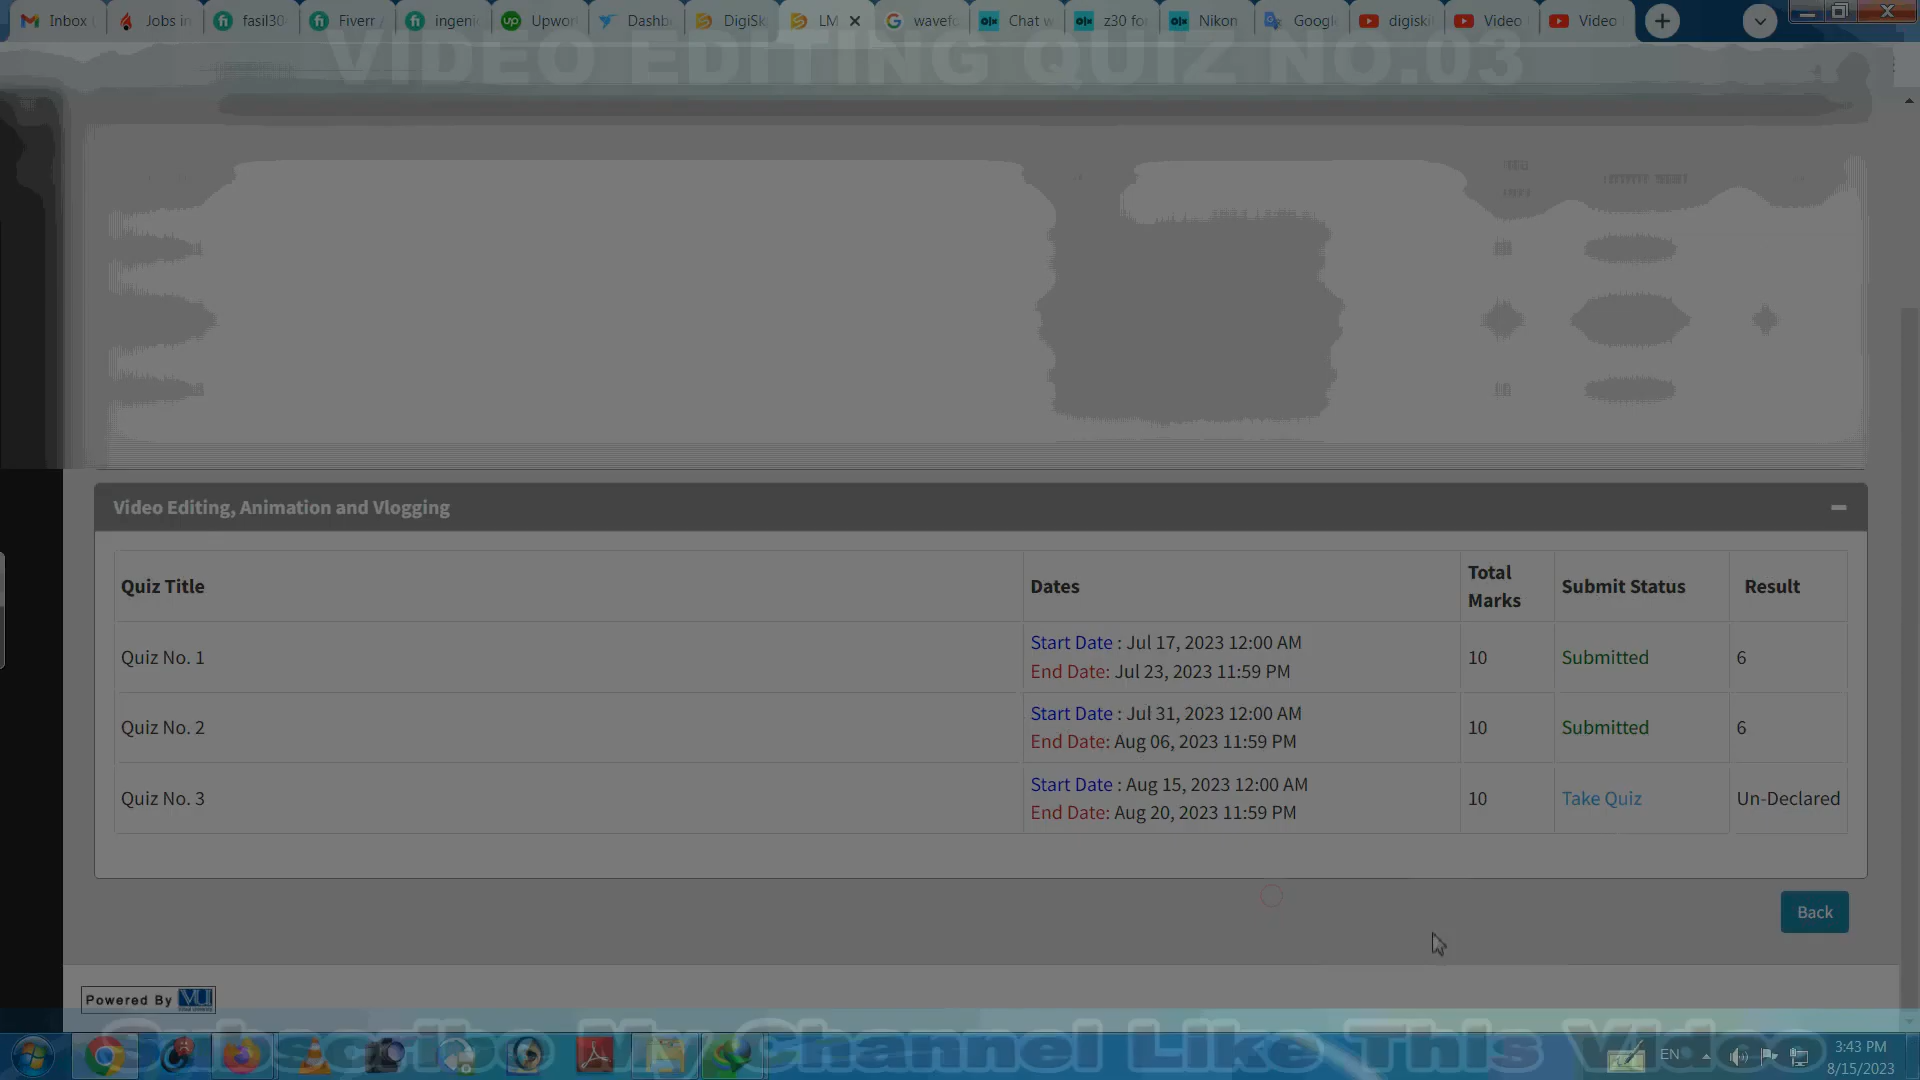 Inbox (
Jobs in
fasil30
Fiverr
ingenio
Upwor
Dashb
DigiSk
LM
wavefo
Chat w
z30 fo
Nikon
Googl
digiski
Video
Video
VIDEO EDITING QUIZ NO.03
Video Editing, Animation and Vlogging
Quiz Title
Dates
Total
Marks
Submit Status
Result
Quiz No. 1
Start Date : Jul 17, 2023 12:00 AM
End Date: Jul 23, 2023 11:59 PM
10
Submitted
6
Quiz No. 2
Start Date : Jul 31, 2023 12:00 AM
End Date: Aug 06, 2023 11:59 PM
10
Submitted
6
Quiz No. 3
Start Date : Aug 15, 2023 12:00 AM
End Date: Aug 20, 2023 11:59 PM
10
Take Quiz
Un-Declared
Back
Powered By VU
Subscribe My Channel Like This Video
EN
3:43 PM
8/15/2023